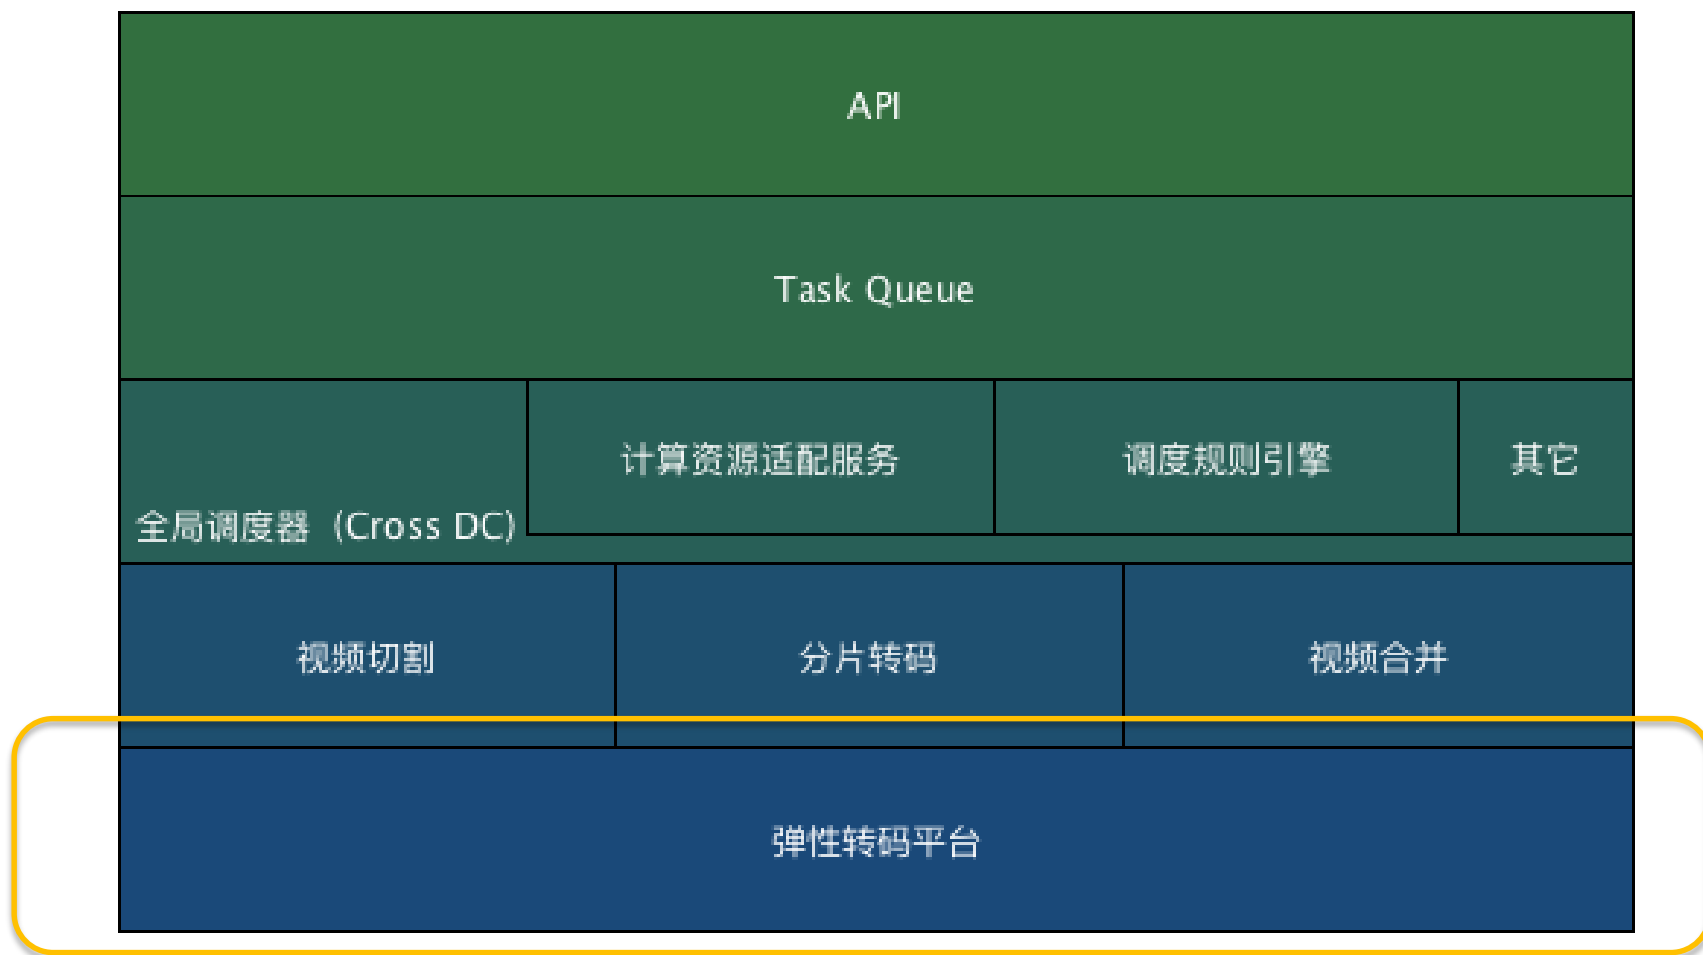 API
Task Queue
计算资源适配服务
调度规则引擎
其它
全局调度器 (Cross DC)
视频切割
分片转码
视频合并
弹性转码平台